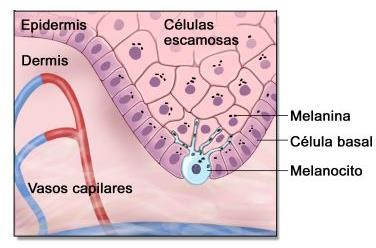 Epidermis
Células
escamosas
Dermis
Melanina
Célula basal
Melanocito
Vasos capilares